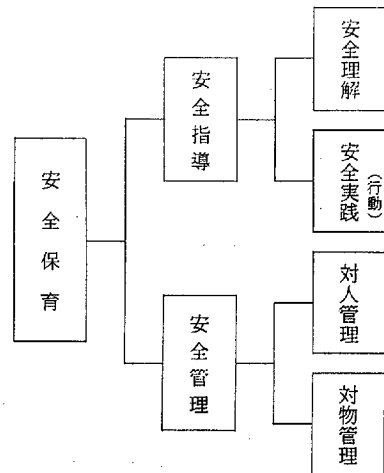 安全保育
安全指導
安全管理
安全理解
安全実践
(行動)
対人管理
対物管理